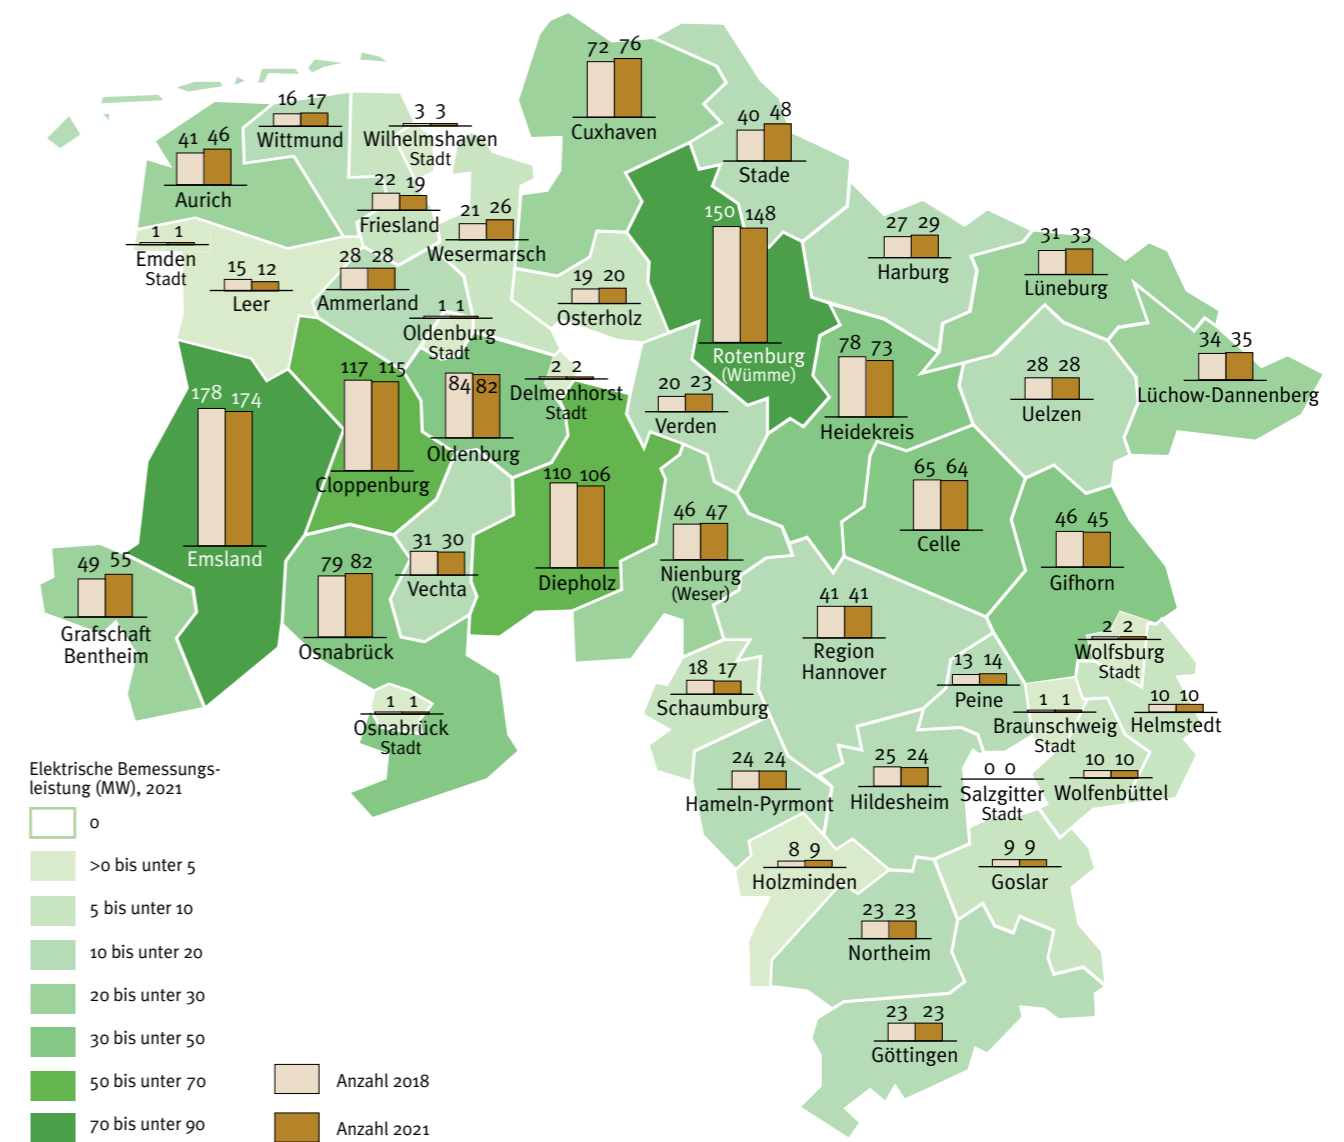 72 76
Cuxhaven
16 17
Wittmund
3 3
Wilhelmshaven
Stadt
40 48
Stade
41 46
Aurich
22 19
Friesland
21 26
Wesermarsch
150 148
Rotenburg
(Wümme)
27 29
Harburg
31 33
Lüneburg
1 1
Emden
Stadt
15 12
Leer
28 28
Ammerland
1 1
Oldenburg
Stadt
19 20
Osterholz
34 35
Lüchow-Dannenberg
178 174
Emsland
117 115
Cloppenburg
84 82
Oldenburg
2 2
Delmenhorst
Stadt
20 23
Verden
78 73
Heidekreis
28 28
Uelzen
110 106
Diepholz
65 64
Celle
46 45
Gifhorn
49 55
Grafschaft
Bentheim
79 82
Osnabrück
31 30
Vechta
46 47
Nienburg
(Weser)
41 41
Region
Hannover
2 2
Wolfsburg
Stadt
18 17
Schaumburg
13 14
Peine
1 1
Braunschweig
Stadt
10 10
Helmstedt
1 1
Osnabrück
Stadt
24 24
Hameln-Pyrmont
25 24
Hildesheim
0 0
Salzgitter
Stadt
10 10
Wolfenbüttel
8 9
Holzminden
9 9
Goslar
23 23
Northeim
23 23
Göttingen
Elektrische Bemessungs-
leistung (MW), 2021
0
>0 bis unter 5
5 bis unter 10
10 bis unter 20
20 bis unter 30
30 bis unter 50
50 bis unter 70
70 bis unter 90
Anzahl 2018
Anzahl 2021